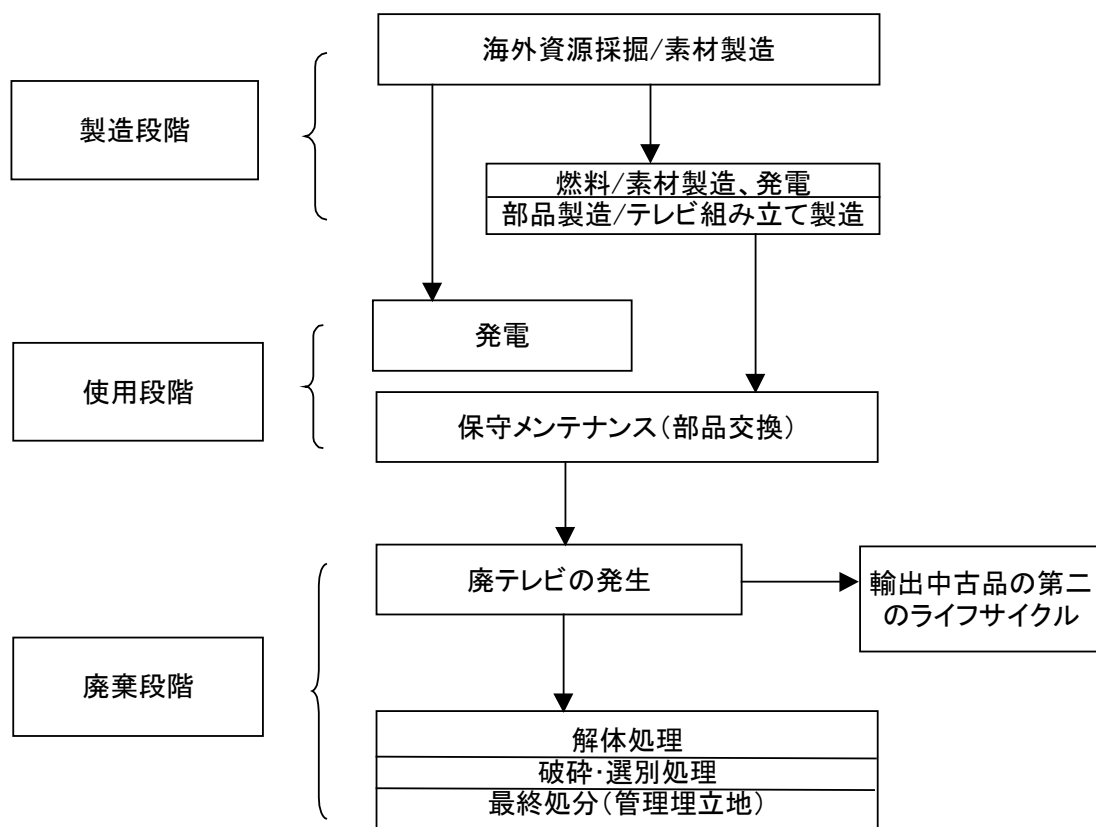 海外資源採掘/素材製造
製造段階
燃料/素材製造、発電
部品製造/テレビ組み立て製造
発電
使用段階
保守メンテナンス(部品交換)
廃テレビの発生
輸出中古品の第二
のライフサイクル
廃棄段階
解体処理
破砕・選別処理
最終処分(管理埋立地)